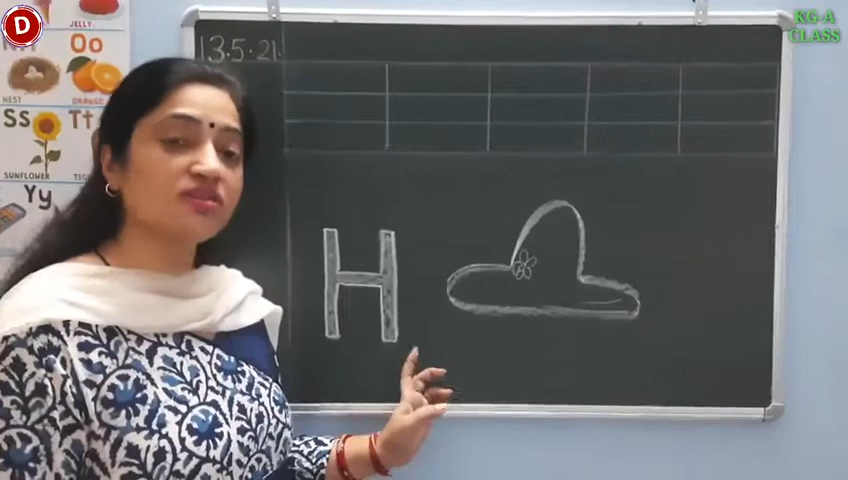 D
KG-A
CLASS
13.5.21.
JELLY
Oo
NEST
ORANGE
Ss
Tt
SUNFLOWER
Yy
H